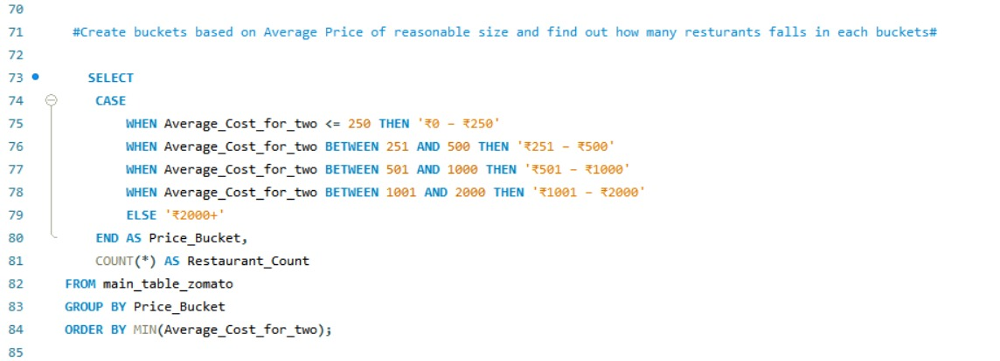 70
71 #Create buckets based on Average Price of reasonable size and find out how many resturants falls in each buckets#
72
73 SELECT
74 CASE
75 WHEN Average_Cost_for_two <= 250 THEN '₹0 – ₹250'
76 WHEN Average_Cost_for_two BETWEEN 251 AND 500 THEN '₹251 – ₹500'
77 WHEN Average_Cost_for_two BETWEEN 501 AND 1000 THEN '₹501 – ₹1000'
78 WHEN Average_Cost_for_two BETWEEN 1001 AND 2000 THEN '₹1001 – ₹2000'
79 ELSE '₹2000+'
80 END AS Price_Bucket,
81 COUNT(*) AS Restaurant_Count
82 FROM main_table_zomato
83 GROUP BY Price_Bucket
84 ORDER BY MIN(Average_Cost_for_two);
85